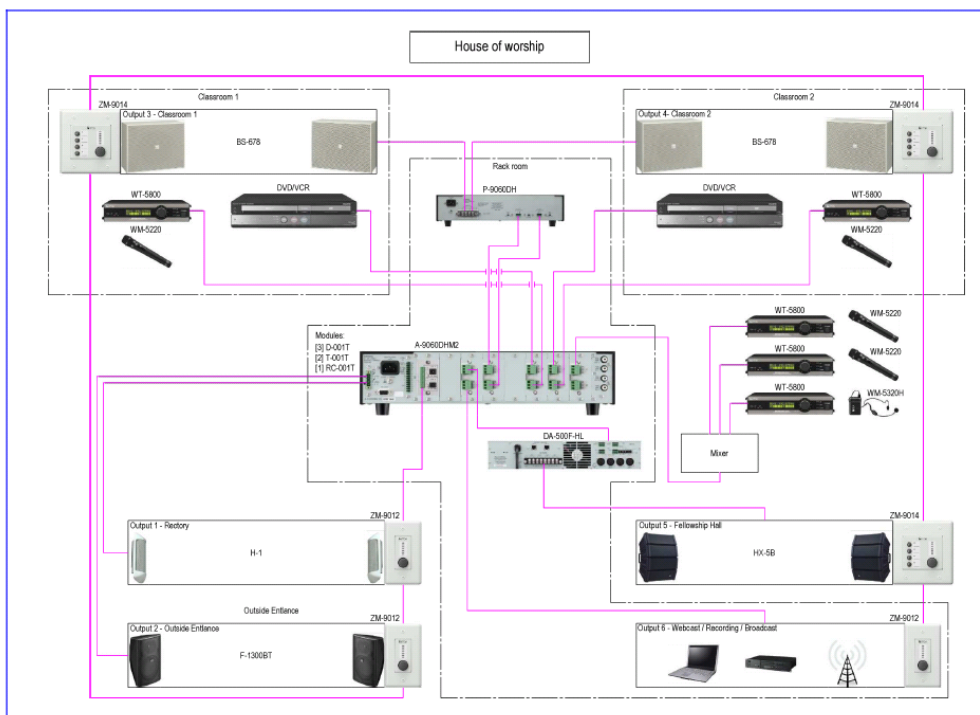 House of worship
Classroom 1
Classroom 2
ZM-9014
Output 3 - Classroom 1
BS-678
Output 4- Classroom 2
BS-678
ZM-9014
Rack room
WT-5800
DVD/VCR
P-9060DH
DVD/VCR
WT-5800
WM-5220
WM-5220
Modules:
[3] D-001T
[2] T-001T
[1] RC-001T
A-9060DHM2
WT-5800
WM-5220
WT-5800
WM-5220
WT-5800
WM-5320H
DA-500F-HL
Mixer
ZM-9012
ZM-9014
Output 1 - Rectory
H-1
Output 5 - Fellowship Hall
HX-5B
Outside Entlance
ZM-9012
ZM-9012
Output 2 - Outside Entlance
F-1300BT
Output 6 - Webcast / Recording / Broadcast